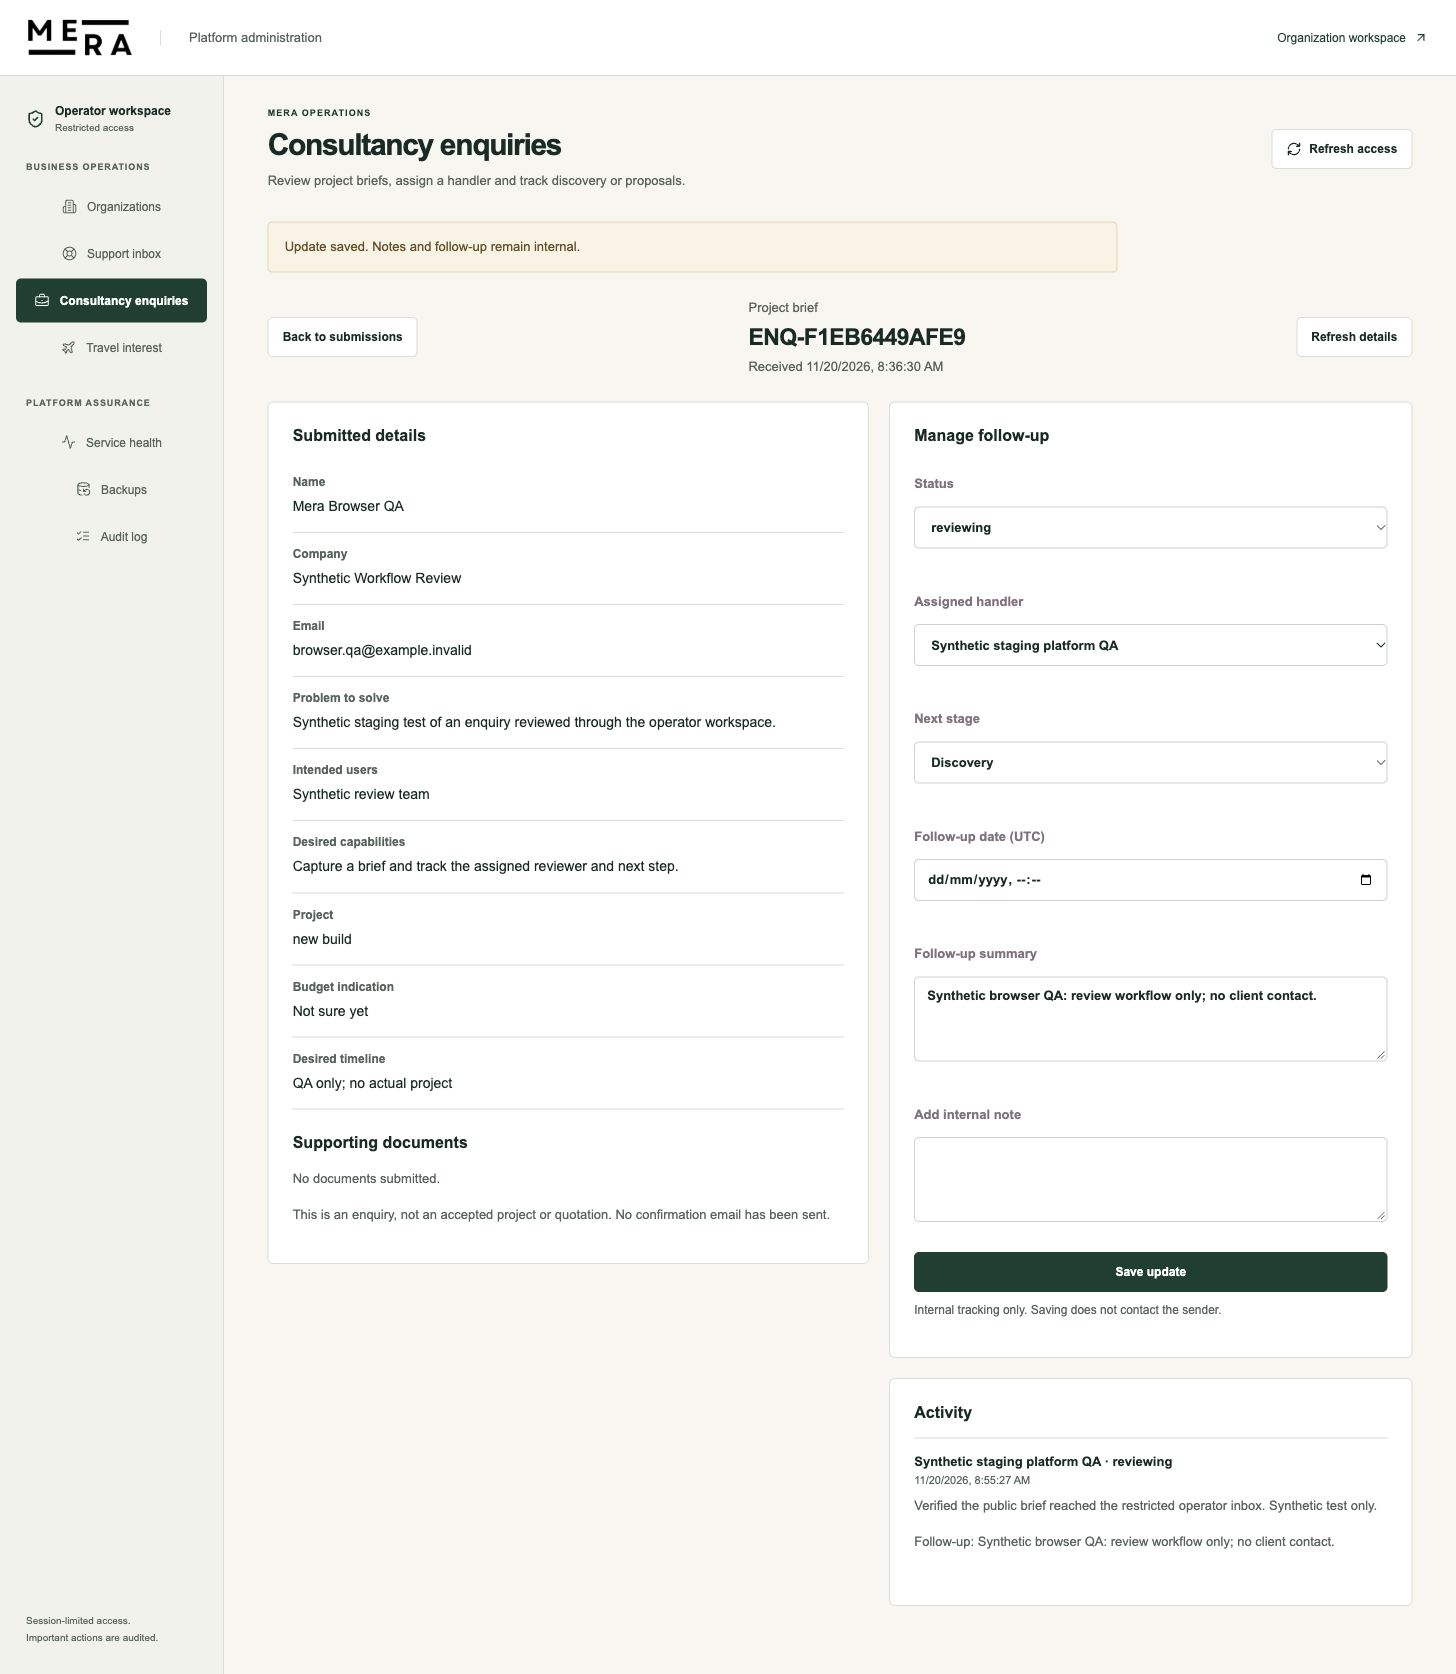 MERA
Platform administration
Organization workspace
Operator workspace
Restricted access
BUSINESS OPERATIONS
Organizations
Support inbox
Consultancy enquiries
Travel interest
PLATFORM ASSURANCE
Service health
Backups
Audit log
Session-limited access.
Important actions are audited.
MERA OPERATIONS
Consultancy enquiries
Review project briefs, assign a handler and track discovery or proposals.
Refresh access
Update saved. Notes and follow-up remain internal.
Back to submissions
Project brief
ENQ-F1EB6449AFE9
Received 11/20/2026, 8:36:30 AM
Refresh details
Submitted details
Name
Mera Browser QA
Company
Synthetic Workflow Review
Email
browser.qa@example.invalid
Problem to solve
Synthetic staging test of an enquiry reviewed through the operator workspace.
Intended users
Synthetic review team
Desired capabilities
Capture a brief and track the assigned reviewer and next step.
Project
new build
Budget indication
Not sure yet
Desired timeline
QA only; no actual project
Supporting documents
No documents submitted.
This is an enquiry, not an accepted project or quotation. No confirmation email has been sent.
Manage follow-up
Status
reviewing
Assigned handler
Synthetic staging platform QA
Next stage
Discovery
Follow-up date (UTC)
dd/mm/yyyy, --:--
Follow-up summary
Synthetic browser QA: review workflow only; no client contact.
Add internal note
Save update
Internal tracking only. Saving does not contact the sender.
Activity
Synthetic staging platform QA · reviewing
11/20/2026, 8:55:27 AM
Verified the public brief reached the restricted operator inbox. Synthetic test only.
Follow-up: Synthetic browser QA: review workflow only; no client contact.